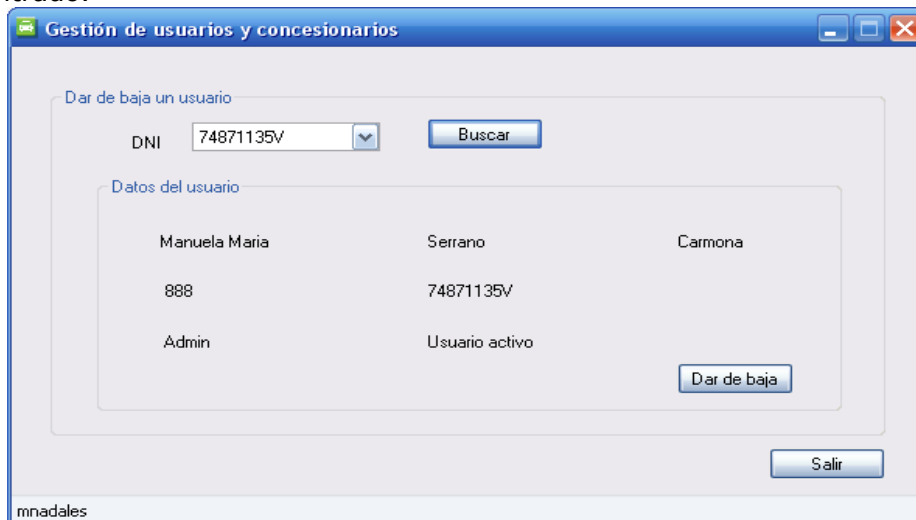 Gestión de usuarios y concesionarios
Dar de baja un usuario
DNI 74871135V Buscar
Datos del usuario
Manuela Maria Serrano Carmona
888 74871135V
Admin Usuario activo
Dar de baja
Salir
mnadales